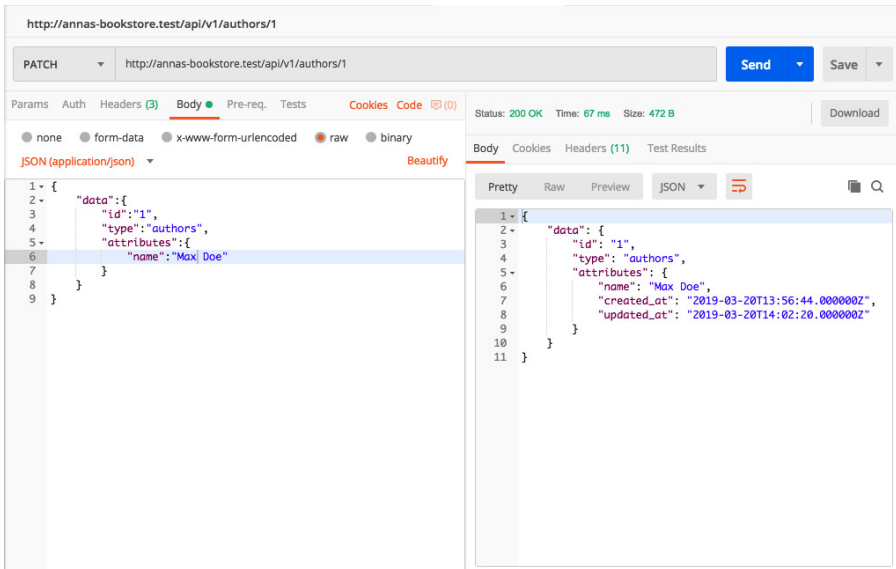 http://annas-bookstore.test/api/v1/authors/1
PATCH http://annas-bookstore.test/api/v1/authors/1 Send Save
Params Auth Headers (3) Body Pre-req. Tests Cookies Code (0)
none form-data x-www-form-urlencoded raw binary
JSON (application/json) Beautify
1 {
2 "data":{
3 "id":"1",
4 "type":"authors",
5 "attributes":{
6 "name":"Max Doe"
7 }
8 }
9 }
Status: 200 OK Time: 67 ms Size: 472 B Download
Body Cookies Headers (11) Test Results
Pretty Raw Preview JSON
1 {
2 "data": {
3 "id": "1",
4 "type": "authors",
5 "attributes": {
6 "name": "Max Doe",
7 "created_at": "2019-03-20T13:56:44.000000Z",
8 "updated_at": "2019-03-20T14:02:20.000000Z"
9 }
10 }
11 }